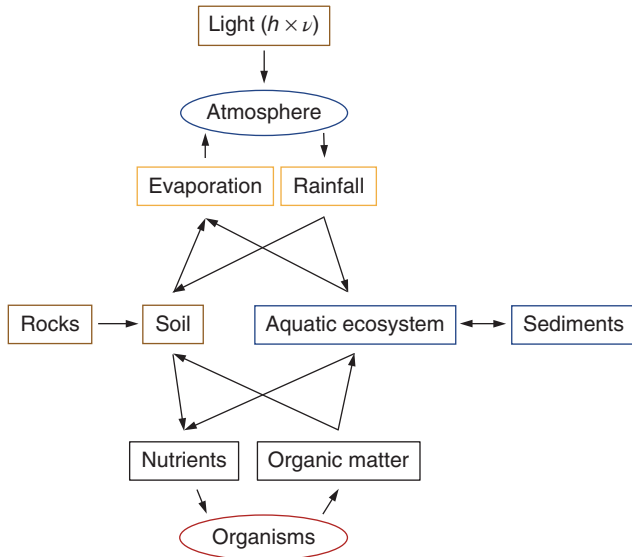 Light (h × ν)
Atmosphere
Evaporation
Rainfall
Rocks
Soil
Aquatic ecosystem
Sediments
Nutrients
Organic matter
Organisms